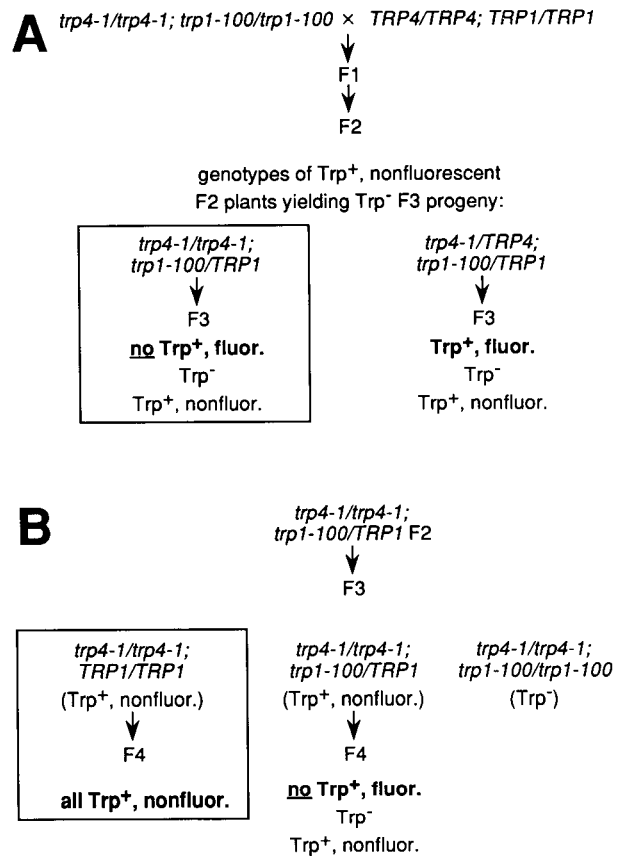 A
trp4-1/trp4-1; trp1-100/trp1-100 × TRP4/TRP4; TRP1/TRP1
F1
F2
genotypes of Trp+, nonfluorescent
F2 plants yielding Trp- F3 progeny:
trp4-1/trp4-1;
trp1-100/TRP1
F3
no Trp+, fluor.
Trp-
Trp+, nonfluor.
trp4-1/TRP4;
trp1-100/TRP1
F3
Trp+, fluor.
Trp-
Trp+, nonfluor.
B
trp4-1/trp4-1;
trp1-100/TRP1 F2
F3
trp4-1/trp4-1;
TRP1/TRP1
(Trp+, nonfluor.)
F4
all Trp+, nonfluor.
trp4-1/trp4-1;
trp1-100/TRP1
(Trp+, nonfluor.)
F4
no Trp+, fluor.
Trp-
Trp+, nonfluor.
trp4-1/trp4-1;
trp1-100/trp1-100
(Trp-)